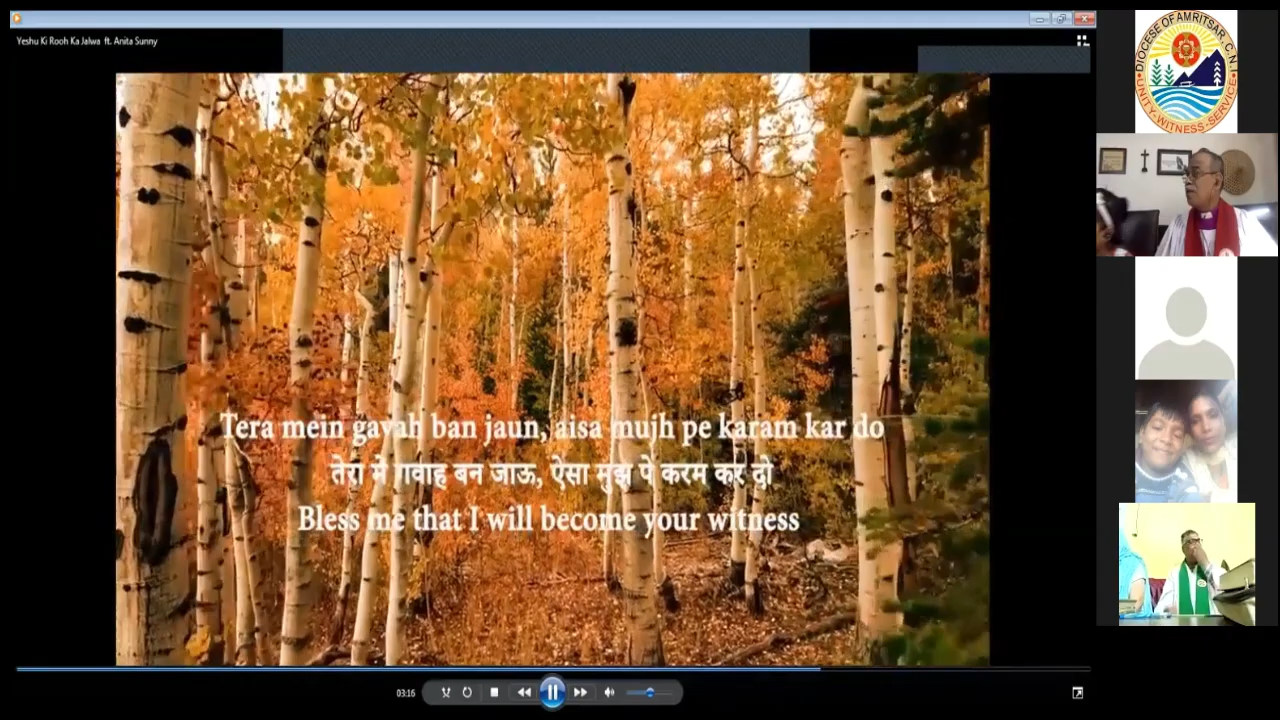 Yeshu Ki Rooh Ka Jalwa ft. Anita Sunny
Tera mein gavah ban jaun, aisa mujh pe karam kar do
तेरा मे गवाह बन जाऊ, ऐसा मुझ पे करम कर दो
Bless me that I will become your witness
03:16
DIOCESE OF AMRITSAR, C.N.I
UNITY-WITNESS-SERVICE